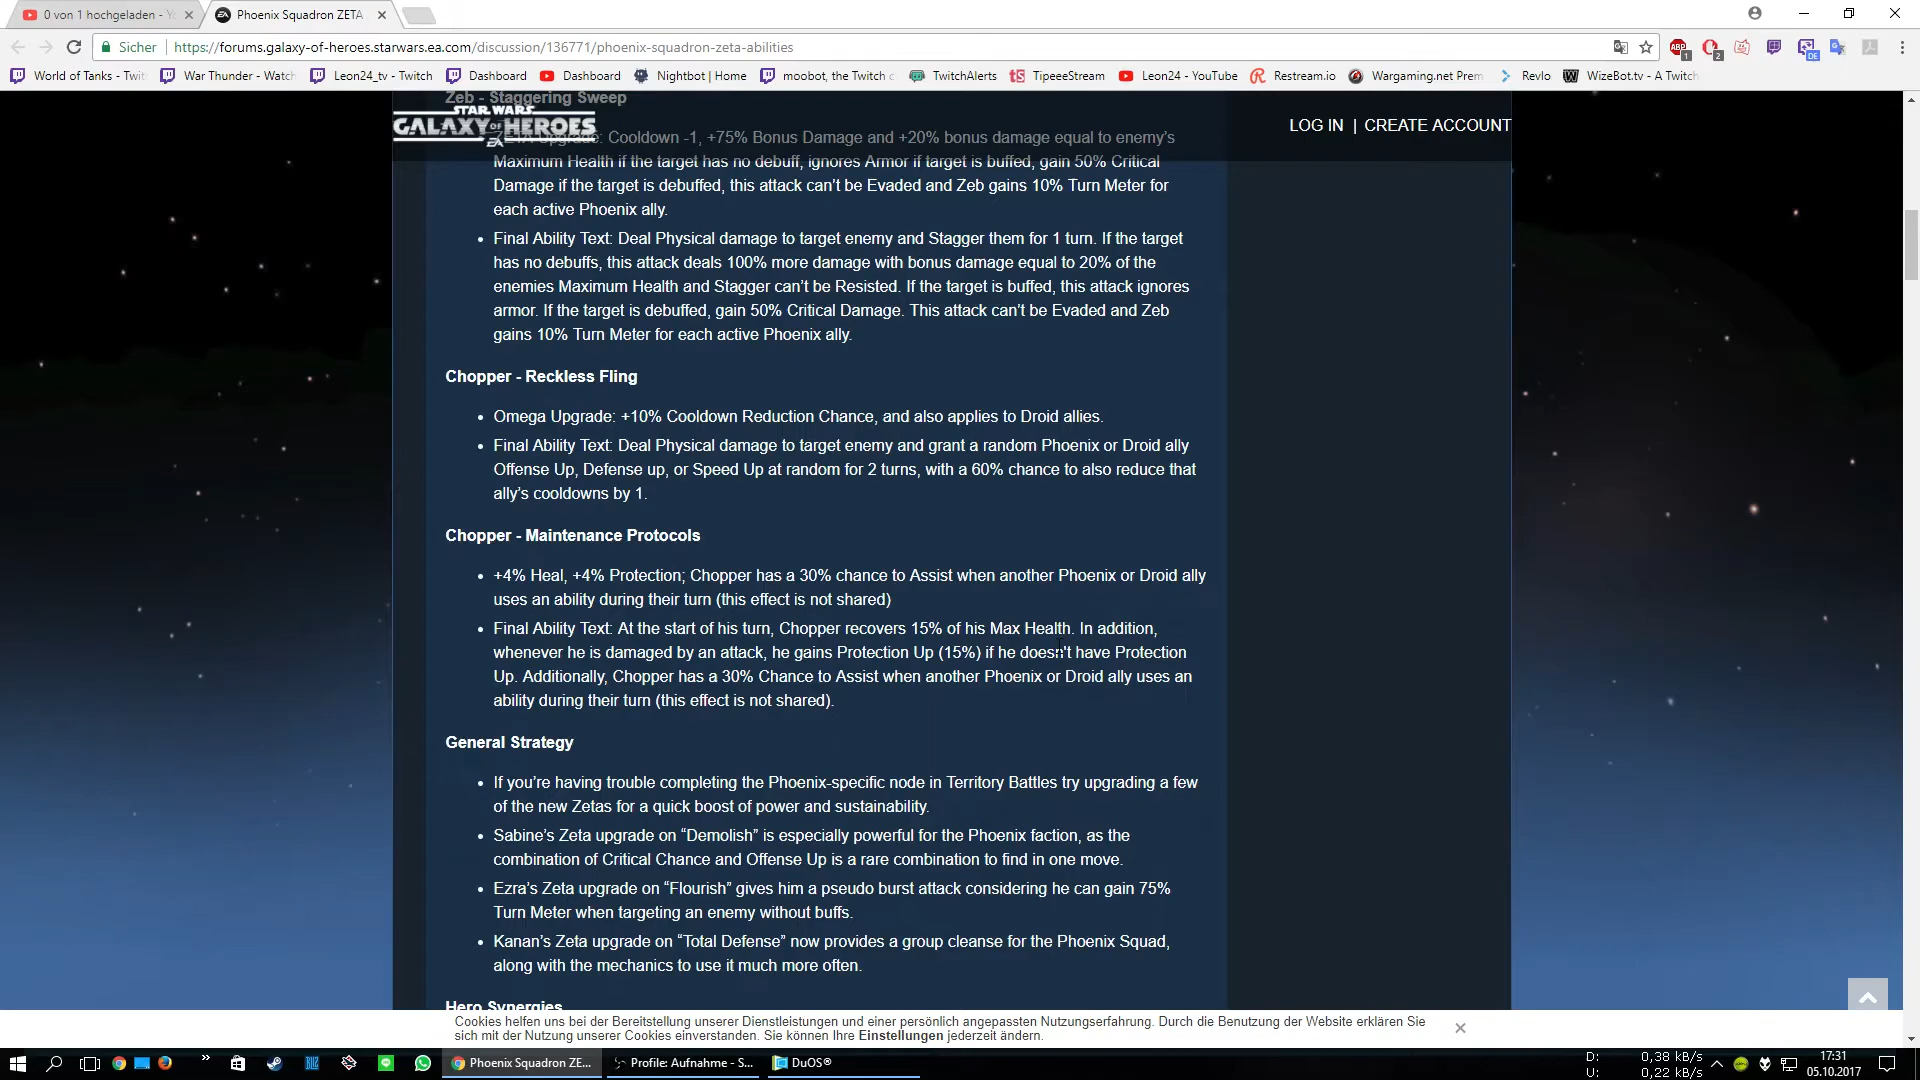 0 von 1 hochgeladen - Y
Phoenix Squadron ZETA
Sicher
https://forums.galaxy-of-heroes.starwars.ea.com/discussion/136771/phoenix-squadron-zeta-abilities
World of Tanks - Twit
War Thunder - Watch
Leon24_tv - Twitch
Dashboard
Dashboard
Nightbot | Home
moobot, the Twitch c
TwitchAlerts
TipeeeStream
Leon24 - YouTube
Restream.io
Wargaming.net Prem
Revlo
WizeBot.tv - A Twitch
Zeb - Staggering Sweep
STAR WARS
GALAXY OF HEROES
EA
LOG IN | CREATE ACCOUNT
Upgrade: Cooldown -1, +75% Bonus Damage and +20% bonus damage equal to enemy’s
Maximum Health if the target has no debuff, ignores Armor if target is buffed, gain 50% Critical
Damage if the target is debuffed, this attack can’t be Evaded and Zeb gains 10% Turn Meter for
each active Phoenix ally.
• Final Ability Text: Deal Physical damage to target enemy and Stagger them for 1 turn. If the target
has no debuffs, this attack deals 100% more damage with bonus damage equal to 20% of the
enemies Maximum Health and Stagger can’t be Resisted. If the target is buffed, this attack ignores
armor. If the target is debuffed, gain 50% Critical Damage. This attack can’t be Evaded and Zeb
gains 10% Turn Meter for each active Phoenix ally.
Chopper - Reckless Fling
• Omega Upgrade: +10% Cooldown Reduction Chance, and also applies to Droid allies.
• Final Ability Text: Deal Physical damage to target enemy and grant a random Phoenix or Droid ally
Offense Up, Defense up, or Speed Up at random for 2 turns, with a 60% chance to also reduce that
ally’s cooldowns by 1.
Chopper - Maintenance Protocols
• +4% Heal, +4% Protection; Chopper has a 30% chance to Assist when another Phoenix or Droid ally
uses an ability during their turn (this effect is not shared)
• Final Ability Text: At the start of his turn, Chopper recovers 15% of his Max Health. In addition,
whenever he is damaged by an attack, he gains Protection Up (15%) if he doesn’t have Protection
Up. Additionally, Chopper has a 30% Chance to Assist when another Phoenix or Droid ally uses an
ability during their turn (this effect is not shared).
General Strategy
• If you’re having trouble completing the Phoenix-specific node in Territory Battles try upgrading a few
of the new Zetas for a quick boost of power and sustainability.
• Sabine’s Zeta upgrade on “Demolish” is especially powerful for the Phoenix faction, as the
combination of Critical Chance and Offense Up is a rare combination to find in one move.
• Ezra’s Zeta upgrade on “Flourish” gives him a pseudo burst attack considering he can gain 75%
Turn Meter when targeting an enemy without buffs.
• Kanan’s Zeta upgrade on “Total Defense” now provides a group cleanse for the Phoenix Squad,
along with the mechanics to use it much more often.
Hero Synergies
Cookies helfen uns bei der Bereitstellung unserer Dienstleistungen und einer persönlich angepassten Nutzungserfahrung. Durch die Benutzung der Website erklären Sie
sich mit der Nutzung unserer Cookies einverstanden. Sie können Ihre Einstellungen jederzeit ändern.
Phoenix Squadron ZE...
Profile: Aufnahme - S...
DuOS®
D: 0,38 kB/s
U: 0,22 kB/s
17:31
05.10.2017